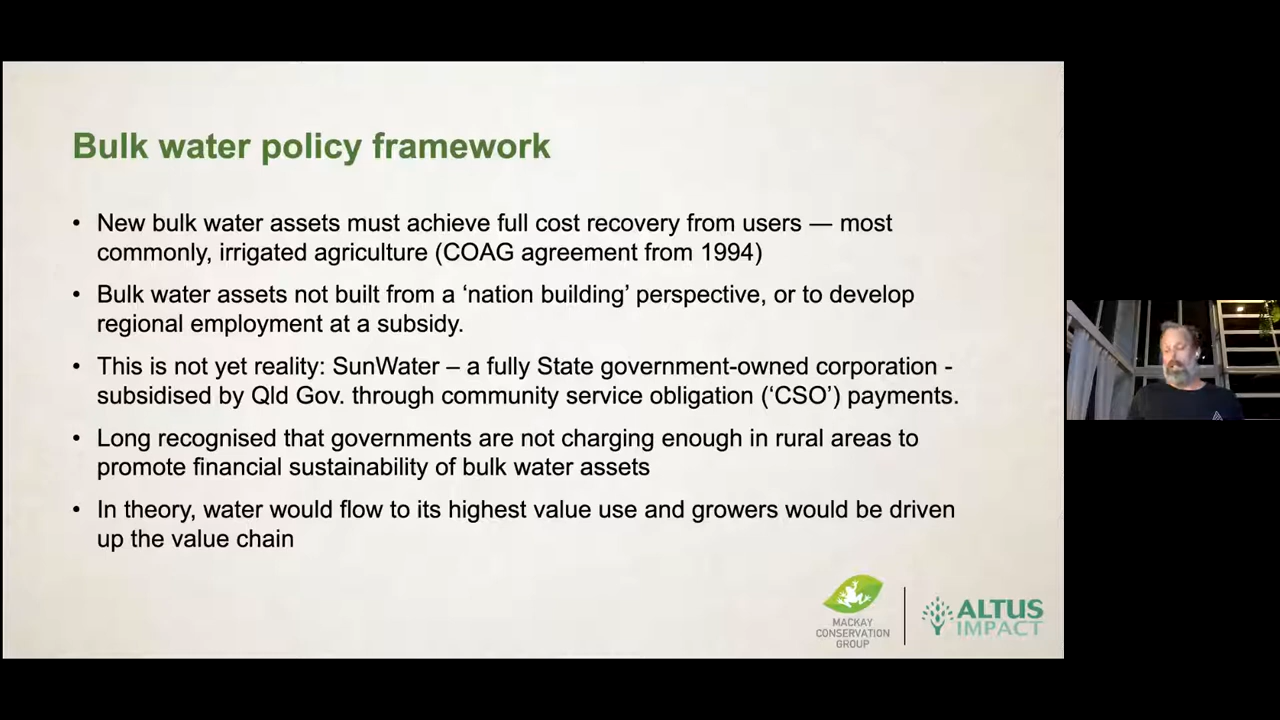 Bulk water policy framework
• New bulk water assets must achieve full cost recovery from users — most
commonly, irrigated agriculture (COAG agreement from 1994)
• Bulk water assets not built from a ‘nation building’ perspective, or to develop
regional employment at a subsidy.
• This is not yet reality: SunWater – a fully State government-owned corporation -
subsidised by Qld Gov. through community service obligation (‘CSO’) payments.
• Long recognised that governments are not charging enough in rural areas to
promote financial sustainability of bulk water assets
• In theory, water would flow to its highest value use and growers would be driven
up the value chain
MACKAY
CONSERVATION
GROUP
ALTUS
IMPACT